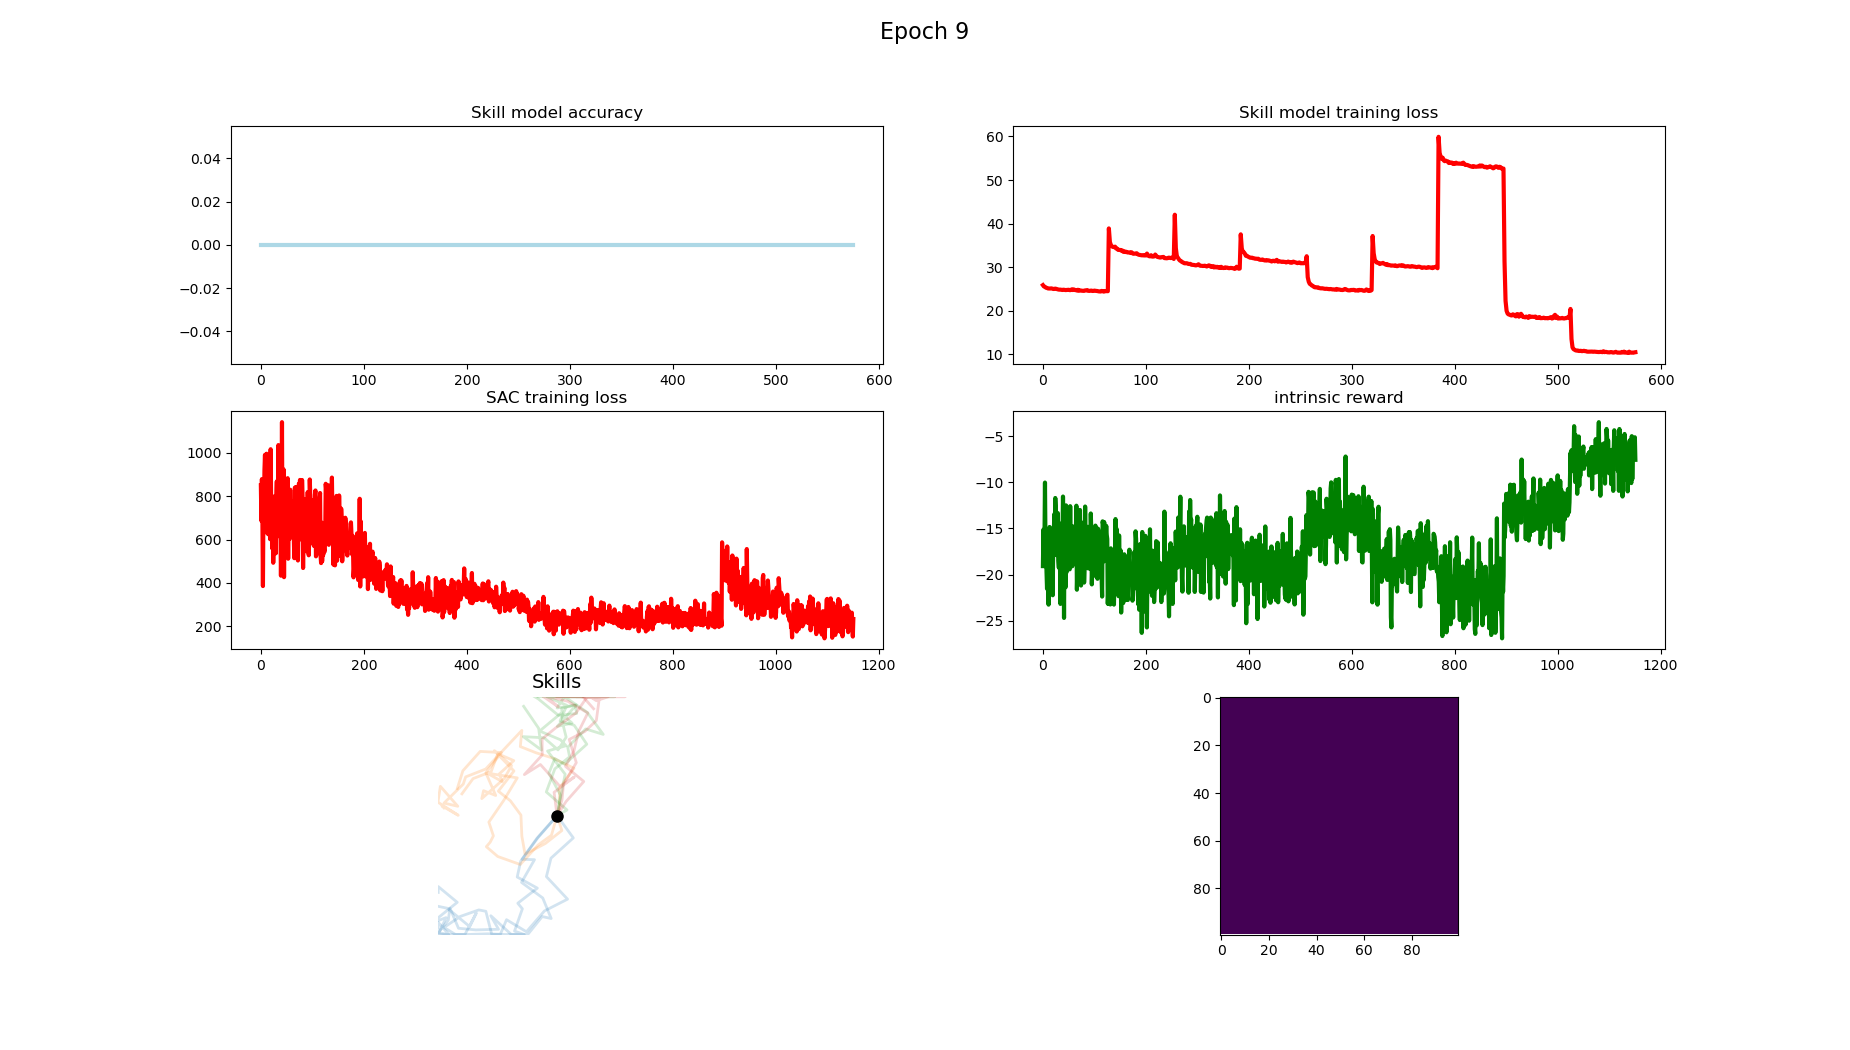 Epoch 9
Skill model accuracy
0.04
0.02
0.00
−0.02
−0.04
0 100 200 300 400 500 600
Skill model training loss
60
50
40
30
20
10
0 100 200 300 400 500 600
SAC training loss
1000
800
600
400
200
0 200 400 600 800 1000 1200
intrinsic reward
−5
−10
−15
−20
−25
0 200 400 600 800 1000 1200
Skills
0
20
40
60
80
0 20 40 60 80